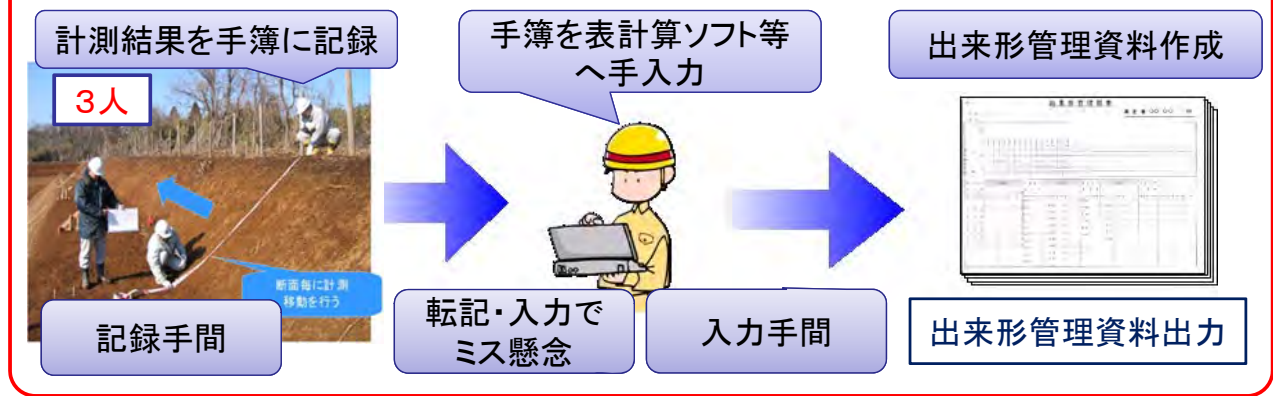 計測結果を手簿に記録
3人
断面毎に計測
移動を行う
記録手間
手簿を表計算ソフト等
へ手入力
転記・入力で
ミス懸念
入力手間
出来形管理資料作成
出来形管理資料出力